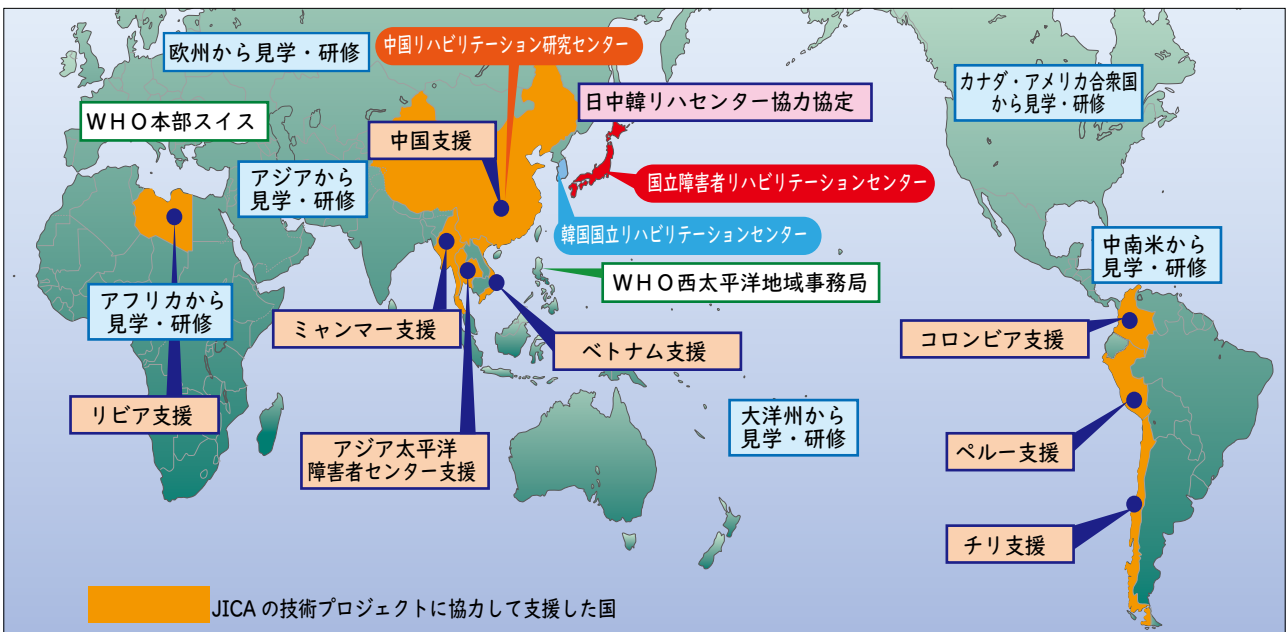 欧州から見学・研修
中国リハビリテーション研究センター
カナダ・アメリカ合衆国
から見学・研修
日中韓リハセンター協力協定
WHO本部スイス
中国支援
アジアから
見学・研修
国立障害者リハビリテーションセンター
韓国国立リハビリテーションセンター
中南米から
見学・研修
WHO西太平洋地域事務局
アフリカから
見学・研修
ミャンマー支援
ベトナム支援
コロンビア支援
リビア支援
大洋州から
見学・研修
アジア太平洋
障害者センター支援
ペルー支援
チリ支援
JICAの技術プロジェクトに協力して支援した国